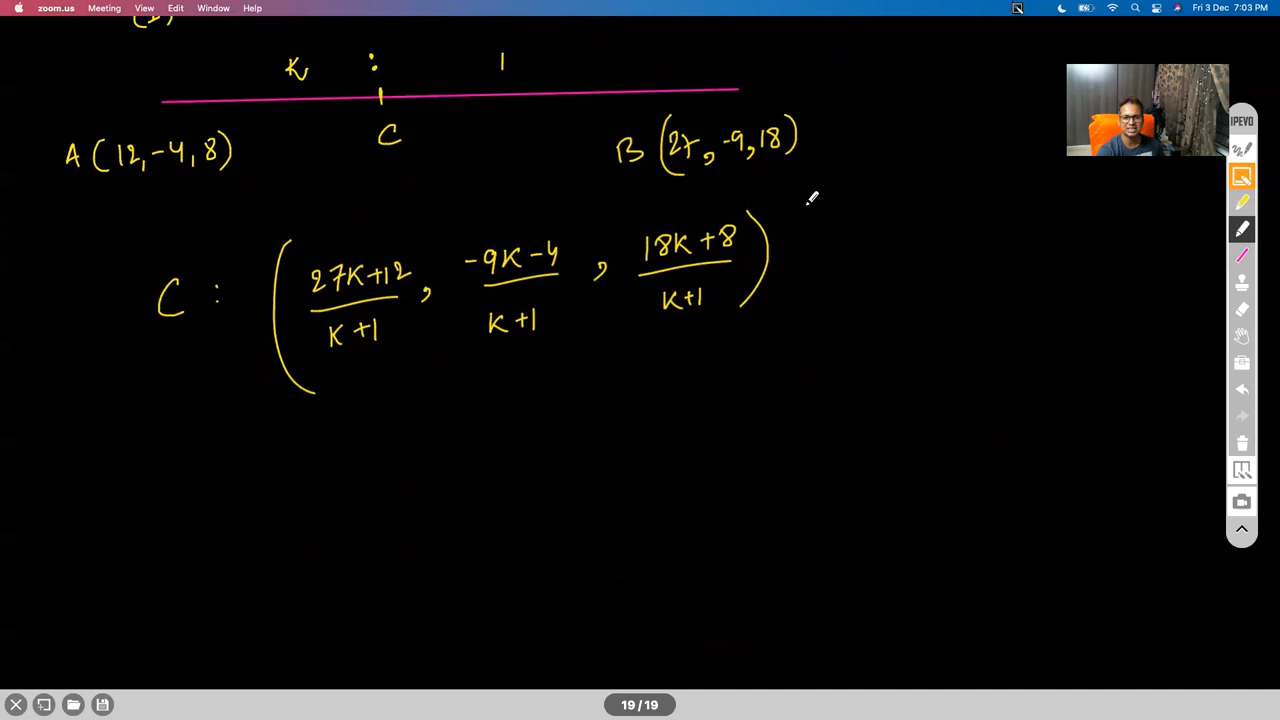 zoom.us Meeting View Edit Window Help Fri 3 Dec 7:03 PM
K : 1
C
A (12, -4, 8) B (27, -9, 18)
C : ( 27K+12 / K+1 , -9K-4 / K+1 , 18K+8 / K+1 )
IPEVO
19 / 19